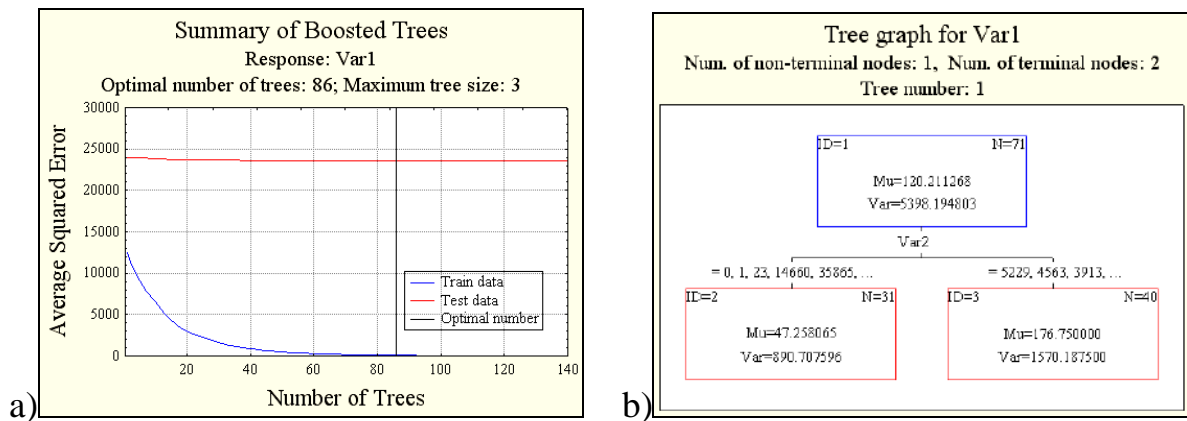 Summary of Boosted Trees
Response: Var1
Optimal number of trees: 86; Maximum tree size: 3
30000
25000
20000
15000
10000
5000
0
Average Squared Error
Train data
Test data
Optimal number
20 40 60 80 100 120 140
Number of Trees
a)
Tree graph for Var1
Num. of non-terminal nodes: 1, Num. of terminal nodes: 2
Tree number: 1
ID=1 N=71
Mu=120.211268
Var=5398.194803
Var2
= 0, 1, 23, 14660, 35865, ... = 5229, 4563, 3913, ...
ID=2 N=31
Mu=47.258065
Var=890.707596
ID=3 N=40
Mu=176.750000
Var=1570.187500
b)